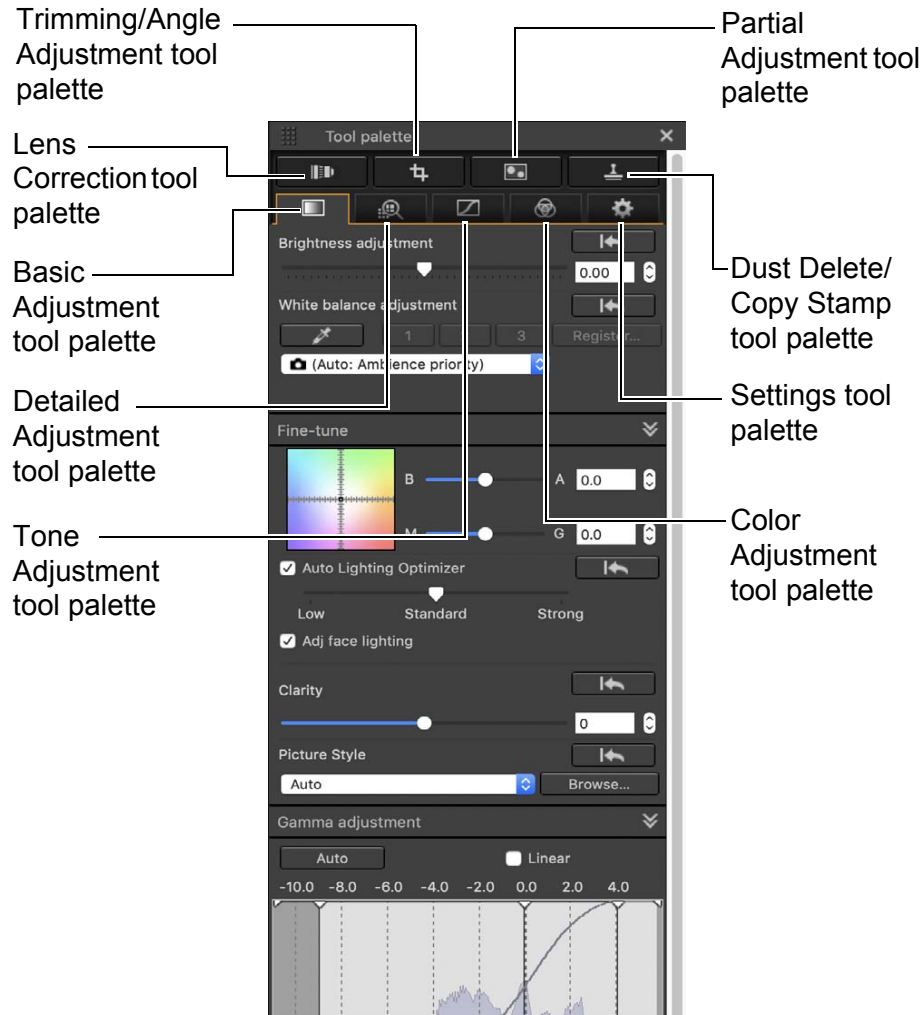 Trimming/Angle
Adjustment tool
palette
Partial
Adjustment tool
palette
Lens
Correction tool
palette
Basic
Adjustment
tool palette
Detailed
Adjustment
tool palette
Tone
Adjustment
tool palette
Dust Delete/
Copy Stamp
tool palette
Settings tool
palette
Color
Adjustment
tool palette
Tool palette
Brightness adjustment
0.00
White balance adjustment
1 3 Register...
(Auto: Ambience priority)
Fine-tune
B A 0.0
M G 0.0
Auto Lighting Optimizer
Low Standard Strong
Adj face lighting
Clarity
0
Picture Style
Auto Browse...
Gamma adjustment
Auto Linear
-10.0 -8.0 -6.0 -4.0 -2.0 0.0 2.0 4.0